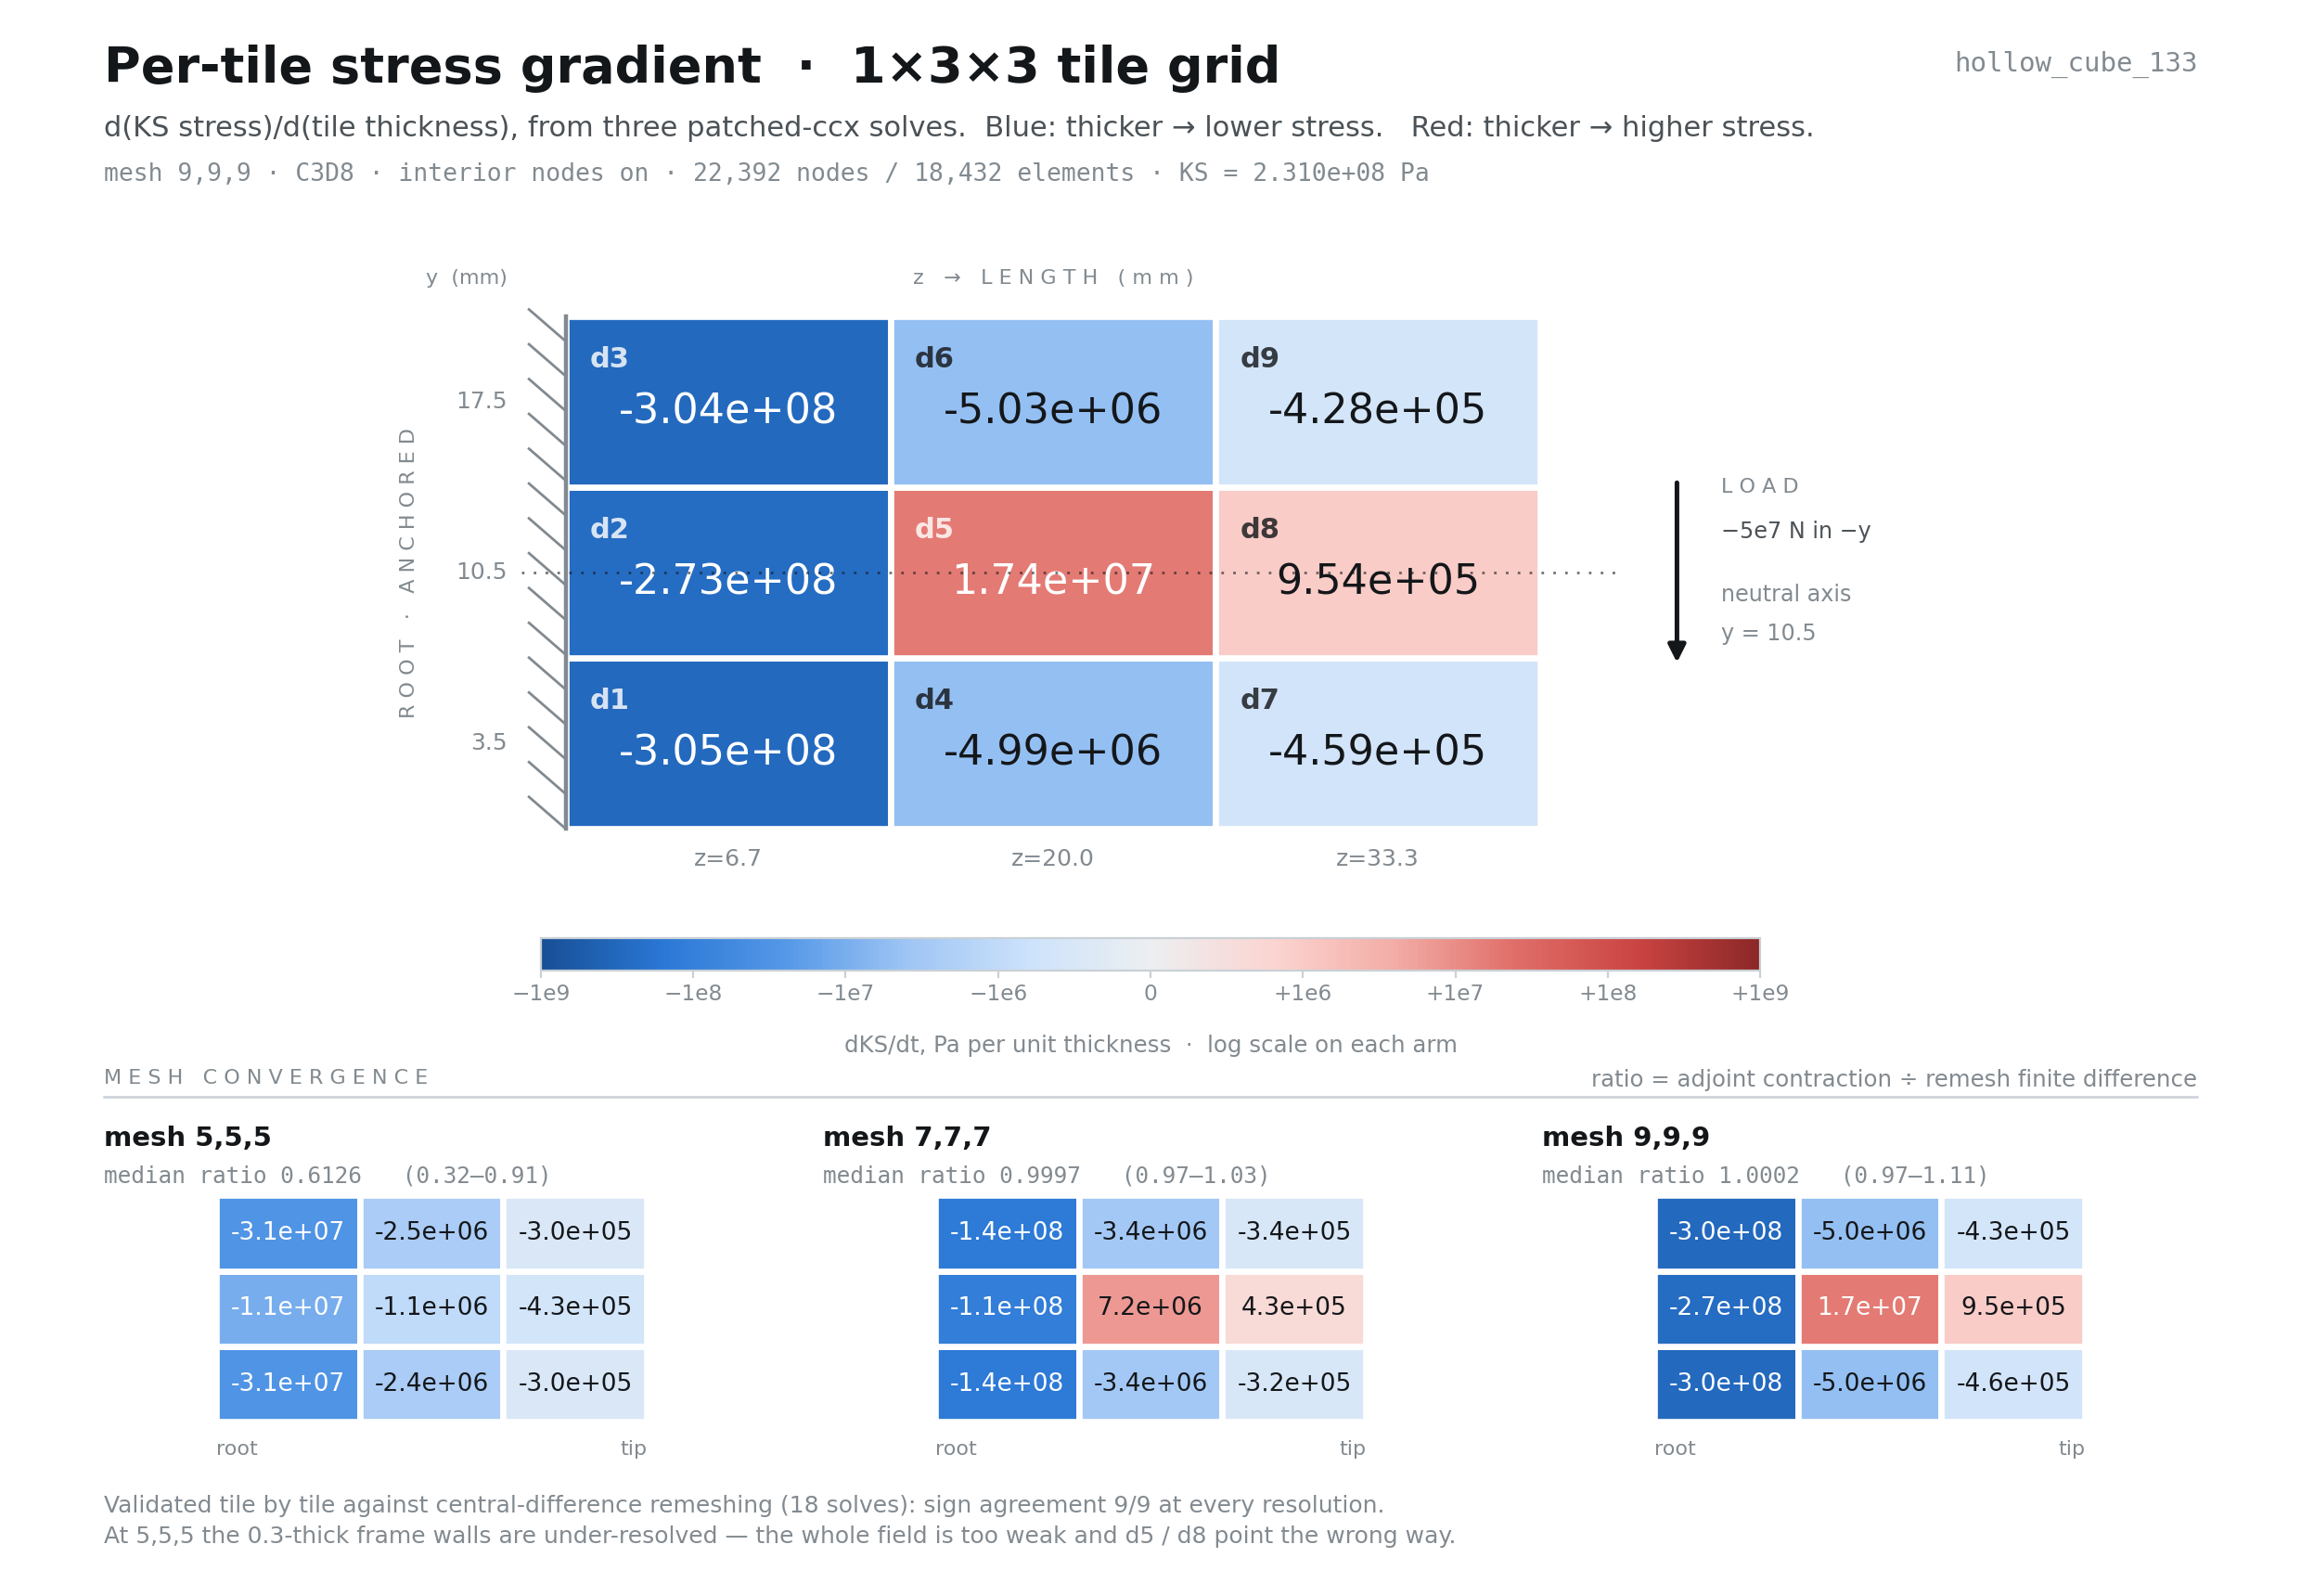 Per-tile stress gradient · 1×3×3 tile grid
hollow_cube_133
d(KS stress)/d(tile thickness), from three patched-ccx solves. Blue: thicker → lower stress. Red: thicker → higher stress.
mesh 9,9,9 · C3D8 · interior nodes on · 22,392 nodes / 18,432 elements · KS = 2.310e+08 Pa
y (mm)
z → LENGTH (mm)
ROOT · ANCHORED
17.5
d3
-3.04e+08
d6
-5.03e+06
d9
-4.28e+05
10.5
d2
-2.73e+08
d5
1.74e+07
d8
9.54e+05
3.5
d1
-3.05e+08
d4
-4.99e+06
d7
-4.59e+05
LOAD
−5e7 N in −y
neutral axis
y = 10.5
z=6.7
z=20.0
z=33.3
−1e9
−1e8
−1e7
−1e6
0
+1e6
+1e7
+1e8
+1e9
dKS/dt, Pa per unit thickness · log scale on each arm
MESH CONVERGENCE
ratio = adjoint contraction ÷ remesh finite difference
mesh 5,5,5
median ratio 0.6126 (0.32–0.91)
-3.1e+07 -2.5e+06 -3.0e+05
-1.1e+07 -1.1e+06 -4.3e+05
-3.1e+07 -2.4e+06 -3.0e+05
root
tip
mesh 7,7,7
median ratio 0.9997 (0.97–1.03)
-1.4e+08 -3.4e+06 -3.4e+05
-1.1e+08 7.2e+06 4.3e+05
-1.4e+08 -3.4e+06 -3.2e+05
root
tip
mesh 9,9,9
median ratio 1.0002 (0.97–1.11)
-3.0e+08 -5.0e+06 -4.3e+05
-2.7e+08 1.7e+07 9.5e+05
-3.0e+08 -5.0e+06 -4.6e+05
root
tip
Validated tile by tile against central-difference remeshing (18 solves): sign agreement 9/9 at every resolution.
At 5,5,5 the 0.3-thick frame walls are under-resolved — the whole field is too weak and d5 / d8 point the wrong way.